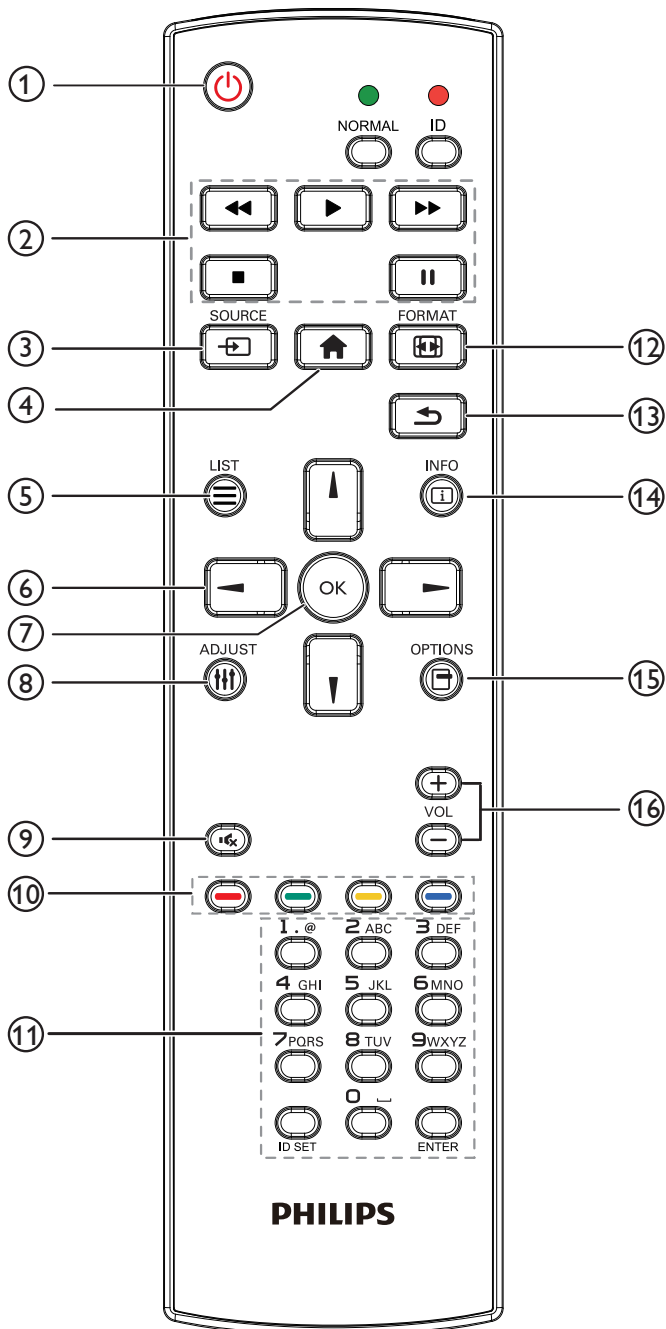 ①
NORMAL ID
②
SOURCE FORMAT
③ ⑫
④ ⑬
LIST INFO
⑤ ⑭
⑥ OK
⑦
ADJUST OPTIONS
⑧ ⑮
VOL ⑯
⑨
⑩
1 . @ 2 ABC 3 DEF
4 GHI 5 JKL 6 MNO
⑪ 7 PQRS 8 TUV 9 WXYZ
0 ⎵
ID SET ENTER
PHILIPS